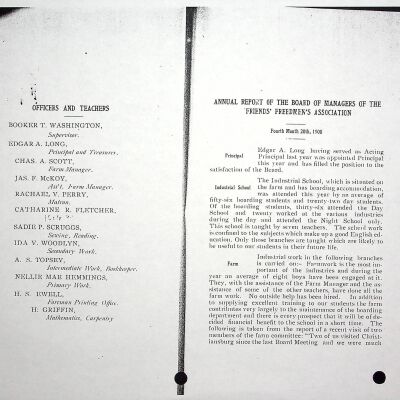 OFFICERS AND TEACHERS
BOOKER T. WASHINGTON,
Supervisor.
EDGAR A. LONG,
Principal and Treasurer.
CHAS. A. SCOTT,
Farm Manager.
JAS. F. McKOY,
Ass't. Farm Manager.
RACHAEL V. PERRY,
Matron.
CATHARINE R. FLETCHER,
SADIE P. SCRUGGS,
Sewing, Reading.
IDA V. WOODLYN,
Secondary Work.
A. S. TOPSEY,
Intermediate Work, Bookkeeper.
NELLIE MAE HEMMINGS,
Primary Work.
H. S. EWELL,
Foreman Printing Office.
H. GRIFFIN,
Mathematics, Carpentry
ANNUAL REPORT OF THE BOARD OF MANAGERS OF THE
FRIENDS' FREEDMEN'S ASSOCIATION
Fourth Month 20th, 1908
Principal
Edgar A. Long having served as Acting
Principal last year was appointed Principal
this year and has filled the position to the
satisfaction of the Board.
Industrial School
The Industrial School, which is situated on
the farm and has boarding accommodation,
was attended this year by an average of
fifty-six boarding students and twenty-two day students.
Of the boarding students, thirty-six attended the Day
School and twenty worked at the various industries
during the day and attended the Night School only.
This school is taught by seven teachers. The school work
is confined to the subjects which make up a good English ed-
ucation. Only those branches are taught which are likely to
be useful to our students in their future life.
Farm
Industrial work in the following branches
is carried on:- Farmwork is the most im-
portant of the industries and during the
year an average of eight boys have been engaged at it.
They, with the assistance of the Farm Manager and the as-
sistance of some of the other teachers, have done all the
farm work. No outside help has been hired. In addition
to supplying excellent training to our students the farm
contributes very largely to the maintenance of the boarding
department and there is every prospect that it will be of de-
cided financial benefit to the school in a short time. The
following is taken from the report of a recent visit of two
members of the farm committee: "Two of us visited Christ-
iansburg since the last Board Meeting and we were much